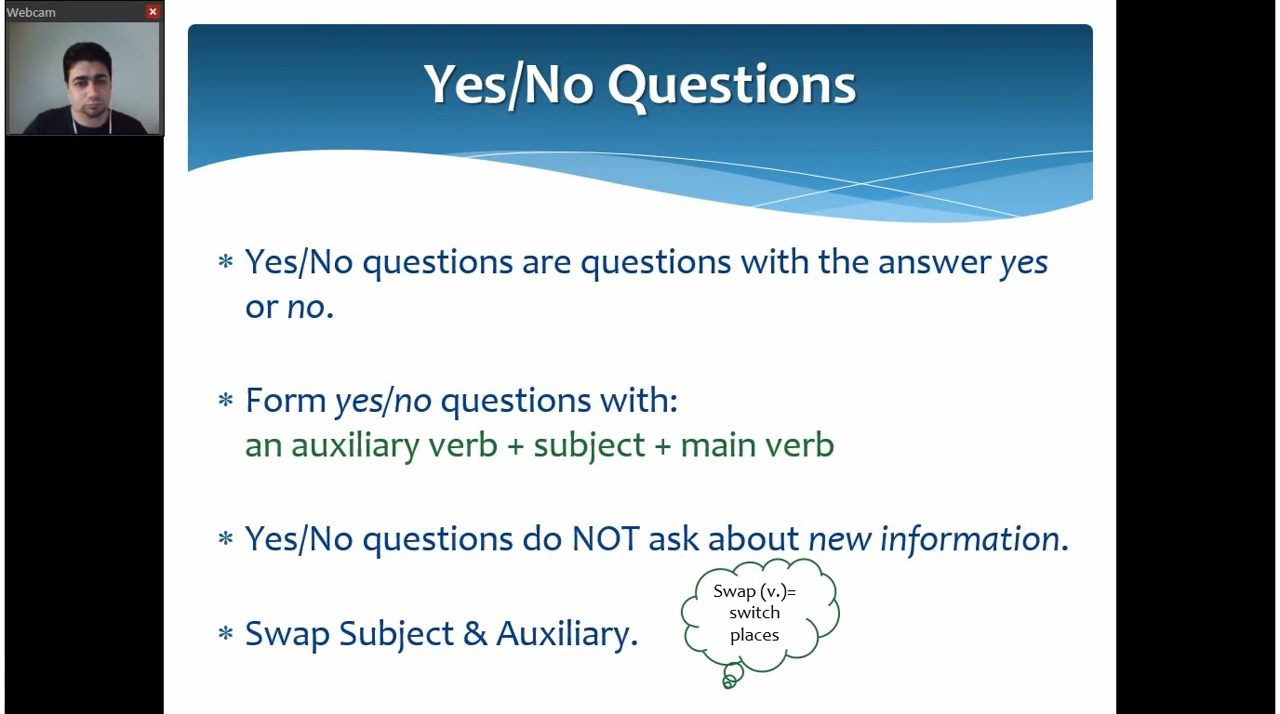 Webcam
Yes/No Questions
* Yes/No questions are questions with the answer yes
or no.
* Form yes/no questions with:
an auxiliary verb + subject + main verb
* Yes/No questions do NOT ask about new information.
* Swap Subject & Auxiliary.
Swap (v.)=
switch
places